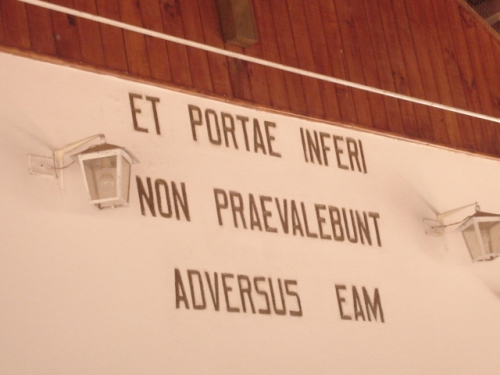 ET PORTAE INFERI
NON PRAEVALEBUNT
ADVERSUS EAM